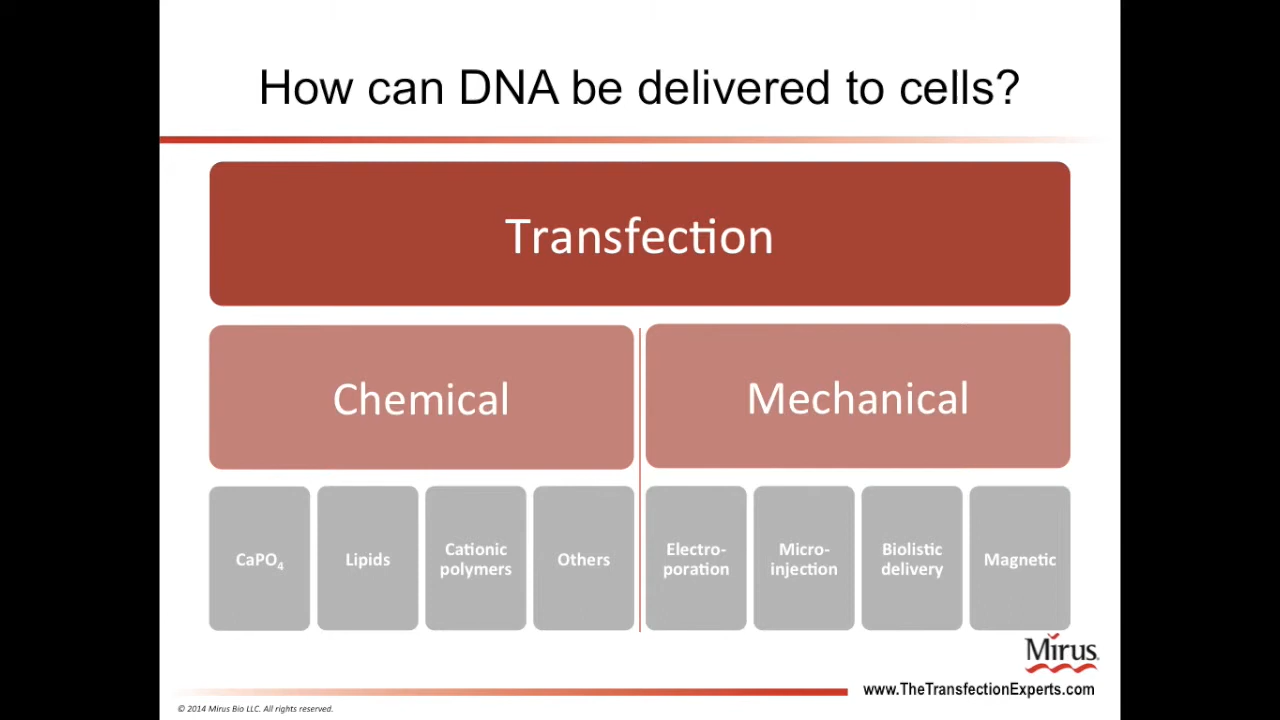 How can DNA be delivered to cells?
Transfection
Chemical
Mechanical
CaPO₄
Lipids
Cationic
polymers
Others
Electro-
poration
Micro-
injection
Biolistic
delivery
Magnetic
Mirus
www.TheTransfectionExperts.com
© 2014 Mirus Bio LLC. All rights reserved.